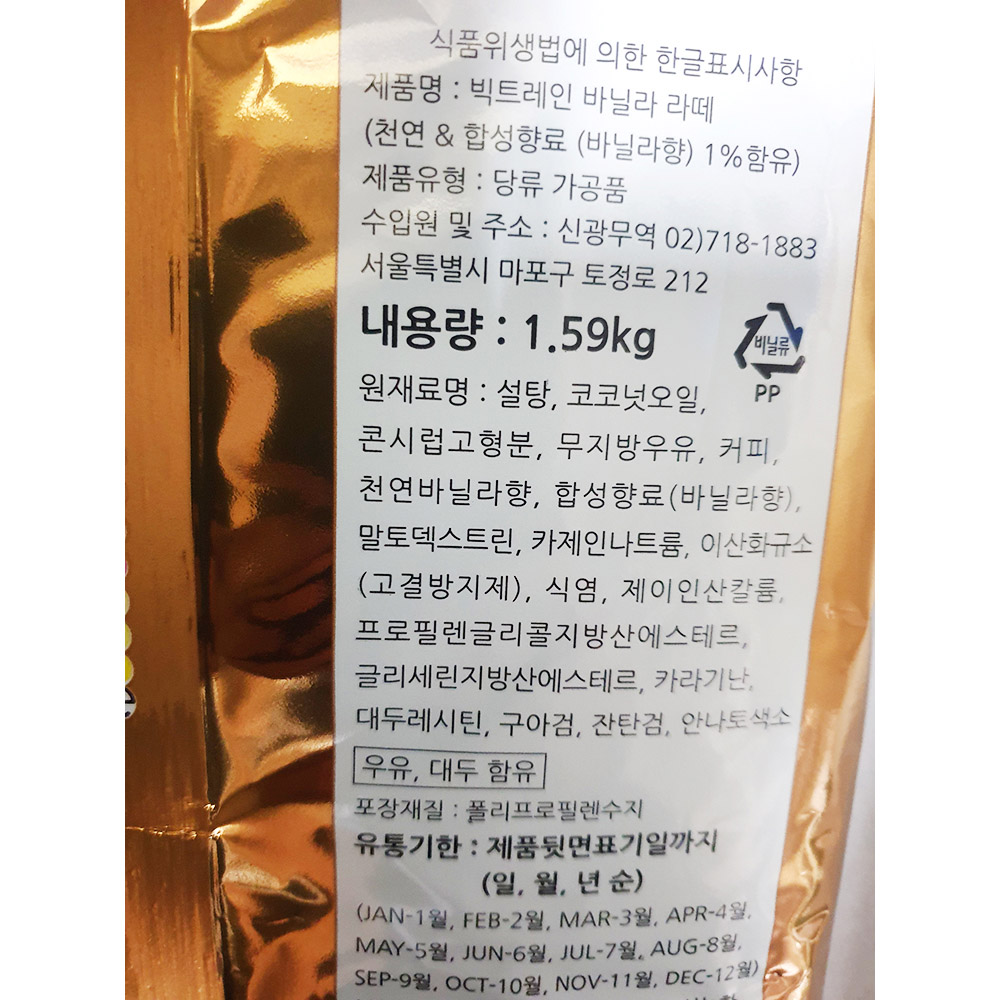 식품위생법에 의한 한글표시사항
제품명 : 빅트레인 바닐라 라떼
(천연 & 합성향료 (바닐라향) 1%함유)
제품유형 : 당류 가공품
수입원 및 주소 : 신광무역 02)718-1883
서울특별시 마포구 토정로 212
내용량 : 1.59kg
비닐류
PP
원재료명 : 설탕, 코코넛오일,
콘시럽고형분, 무지방우유, 커피,
천연바닐라향, 합성향료(바닐라향),
말토덱스트린, 카제인나트륨, 이산화규소
(고결방지제), 식염, 제이인산칼륨,
프로필렌글리콜지방산에스테르,
글리세린지방산에스테르, 카라기난,
대두레시틴, 구아검, 잔탄검, 안나토색소
우유, 대두 함유
포장재질 : 폴리프로필렌수지
유통기한 : 제품뒷면표기일까지
(일, 월, 년 순)
(JAN-1월, FEB-2월, MAR-3월, APR-4월,
MAY-5월, JUN-6월, JUL-7월, AUG-8월,
SEP-9월, OCT-10월, NOV-11월, DEC-12월)